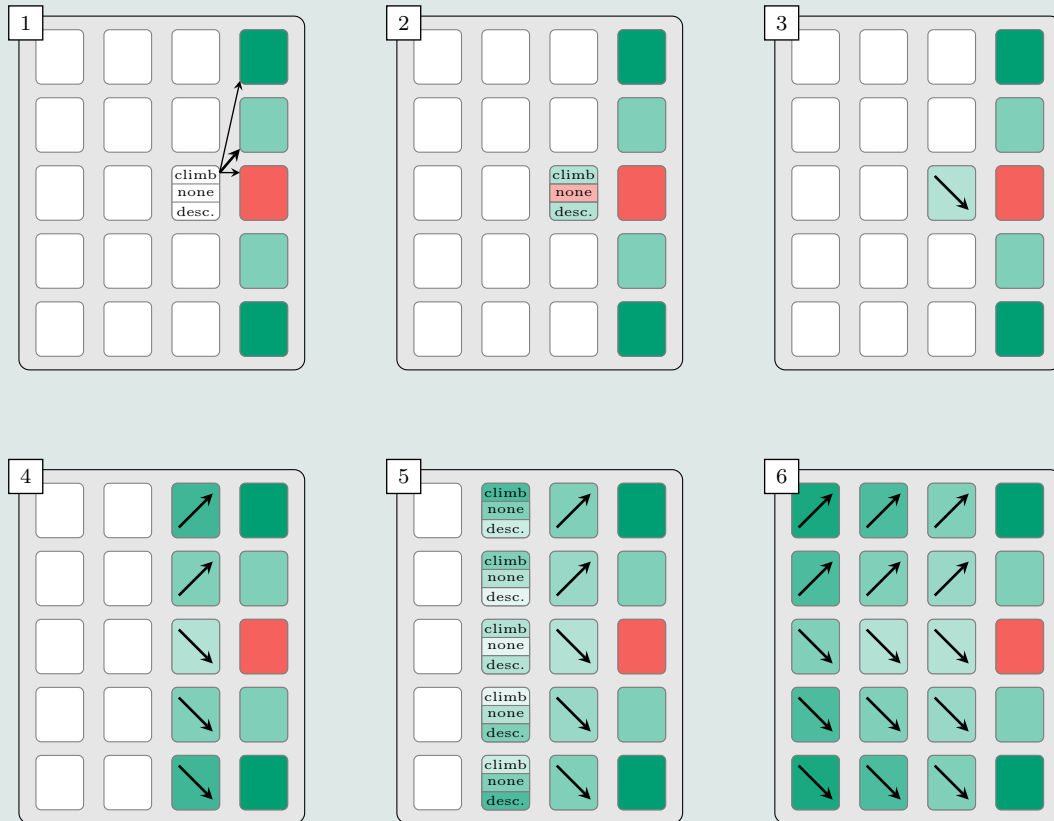 1
2
3
climb
none
desc.
climb
none
desc.
4
5
6
climb
none
desc.
climb
none
desc.
climb
none
desc.
climb
none
desc.
climb
none
desc.